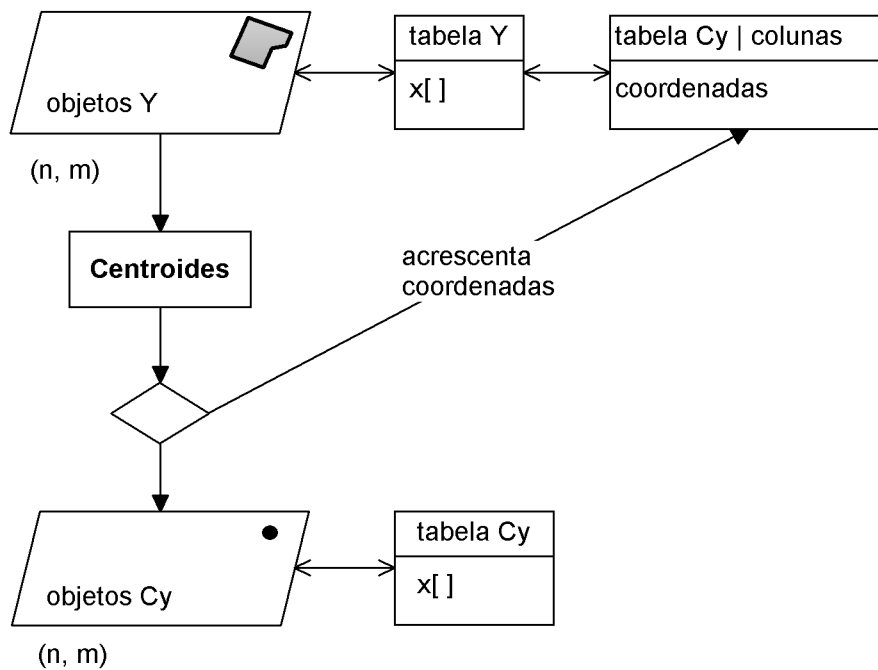 objetos Y
tabela Y
x[ ]
tabela Cy | colunas
coordenadas
(n, m)
Centroides
acrescenta
coordenadas
objetos Cy
tabela Cy
x[ ]
(n, m)